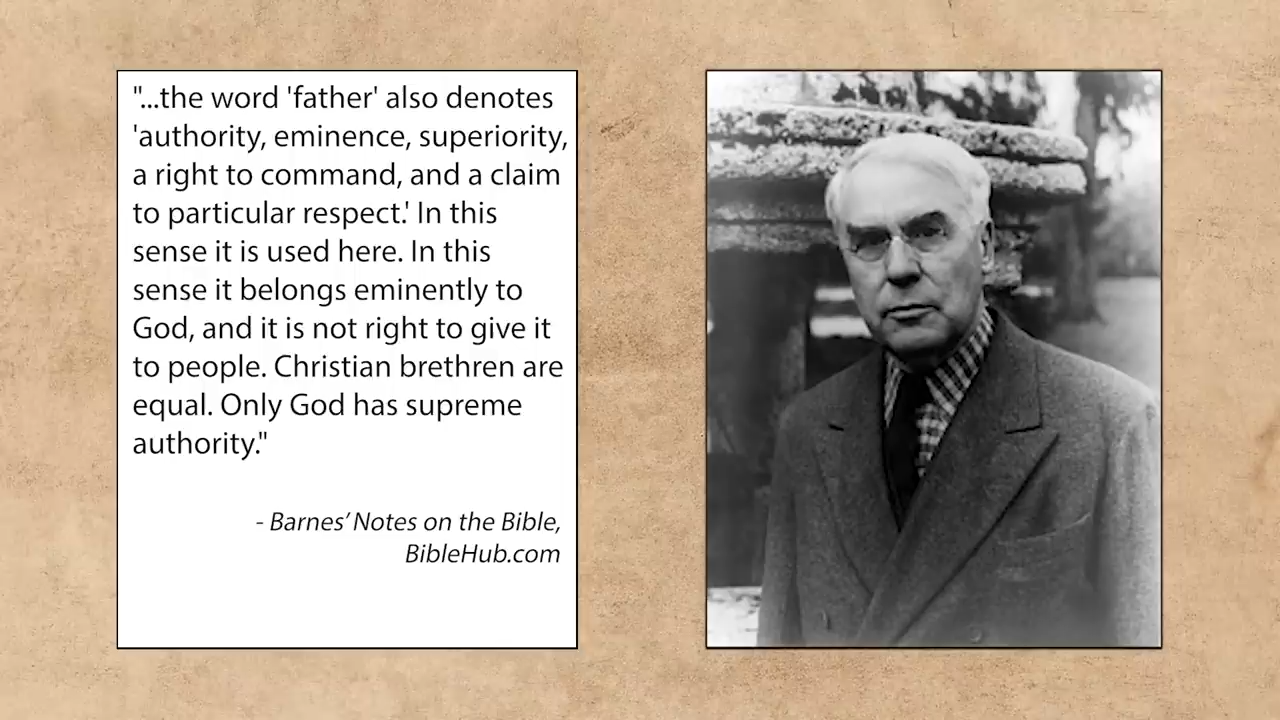 "...the word 'father' also denotes
'authority, eminence, superiority,
a right to command, and a claim
to particular respect.' In this
sense it is used here. In this
sense it belongs eminently to
God, and it is not right to give it
to people. Christian brethren are
equal. Only God has supreme
authority."
- Barnes' Notes on the Bible,
BibleHub.com